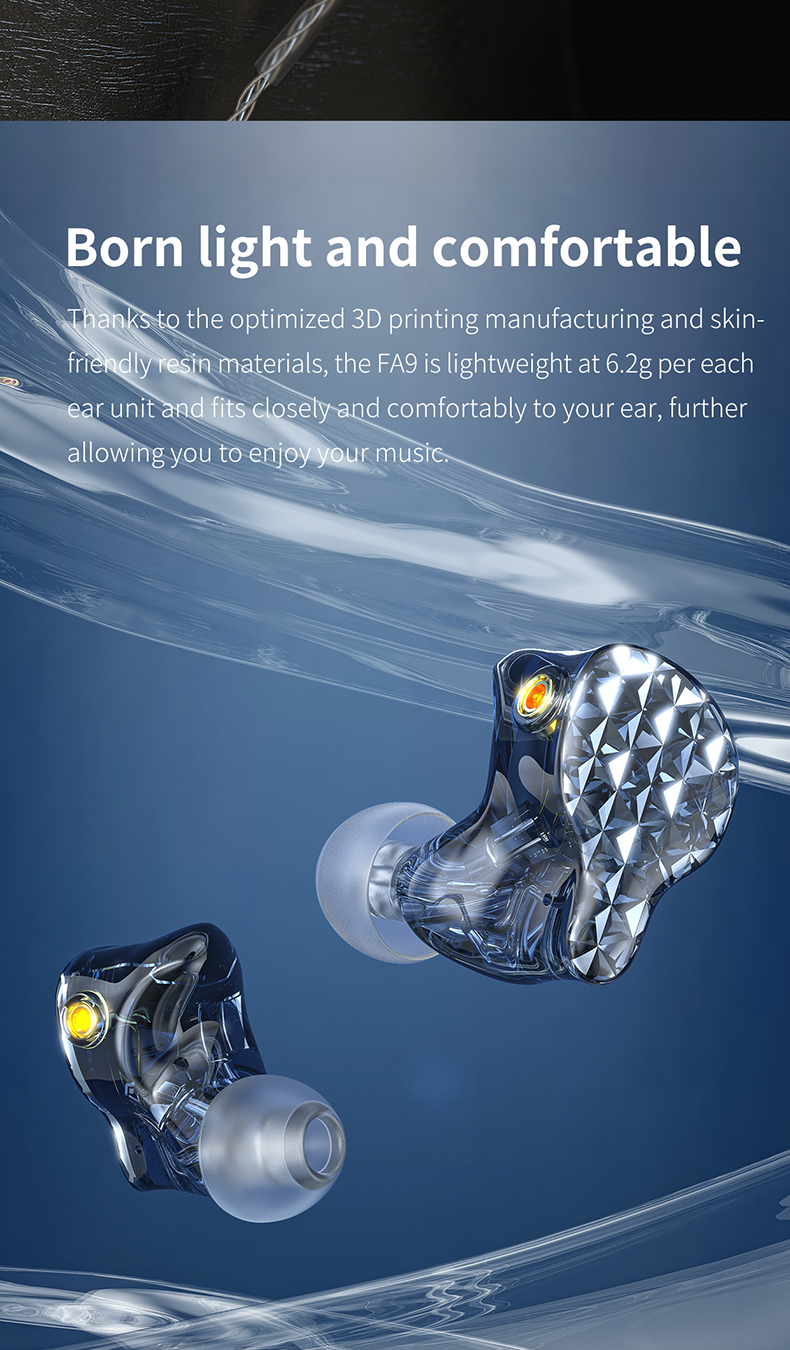 Born light and comfortable
Thanks to the optimized 3D printing manufacturing and skin-
friendly resin materials, the FA9 is lightweight at 6.2g per each
ear unit and fits closely and comfortably to your ear, further
allowing you to enjoy your music.